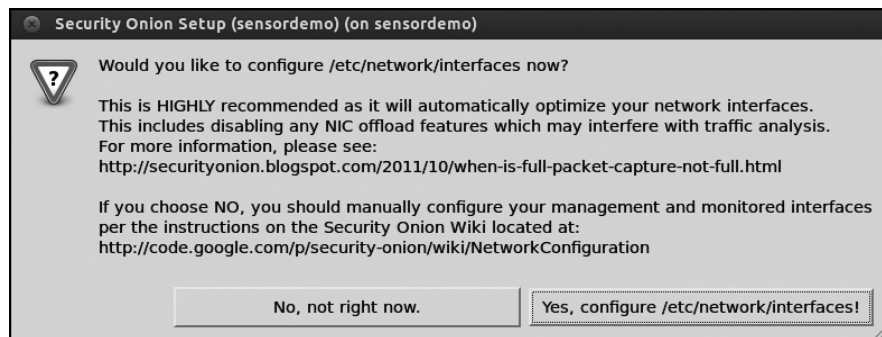 Security Onion Setup (sensordemo) (on sensordemo)
?
Would you like to configure /etc/network/interfaces now?
This is HIGHLY recommended as it will automatically optimize your network interfaces.
This includes disabling any NIC offload features which may interfere with traffic analysis.
For more information, please see:
http://securityonion.blogspot.com/2011/10/when-is-full-packet-capture-not-full.html
If you choose NO, you should manually configure your management and monitored interfaces
per the instructions on the Security Onion Wiki located at:
http://code.google.com/p/security-onion/wiki/NetworkConfiguration
No, not right now.
Yes, configure /etc/network/interfaces!